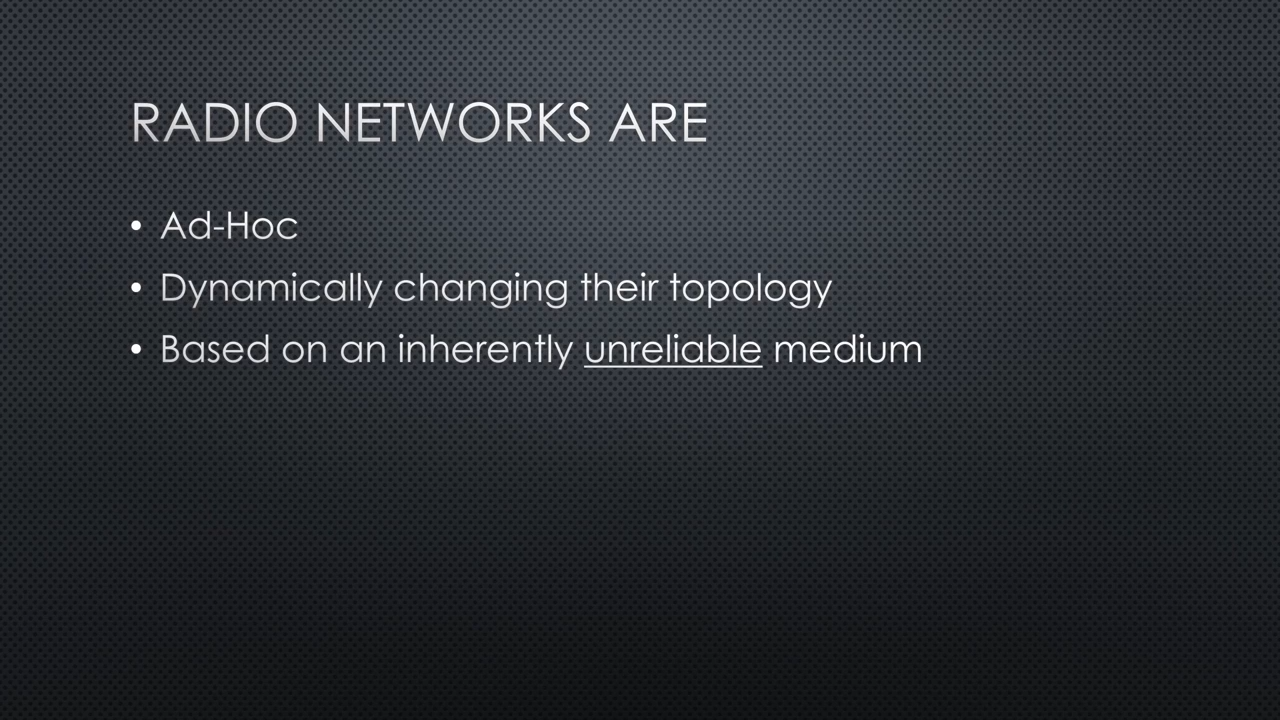 RADIO NETWORKS ARE
• Ad-Hoc
• Dynamically changing their topology
• Based on an inherently unreliable medium